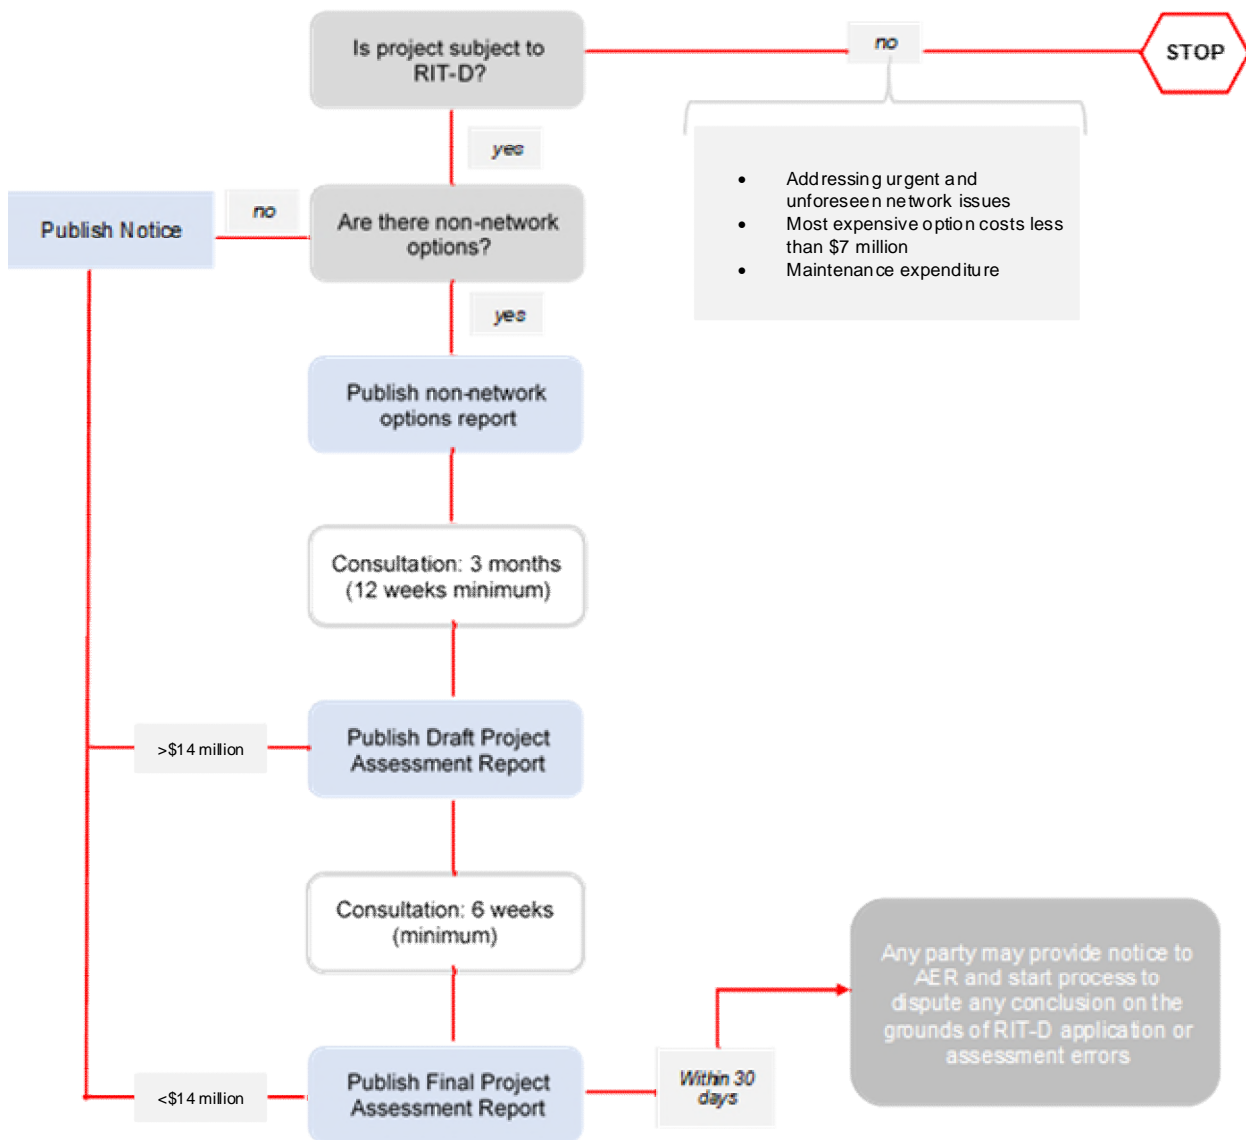 Is project subject to
RIT-D?
no
STOP
yes
• Addressing urgent and
unforeseen network issues
• Most expensive option costs less
than $7 million
• Maintenance expenditure
Publish Notice
no
Are there non-network
options?
yes
Publish non-network
options report
Consultation: 3 months
(12 weeks minimum)
>$14 million
Publish Draft Project
Assessment Report
Consultation: 6 weeks
(minimum)
Any party may provide notice to
AER and start process to
dispute any conclusion on the
grounds of RIT-D application or
assessment errors
<$14 million
Publish Final Project
Assessment Report
Within 30
days